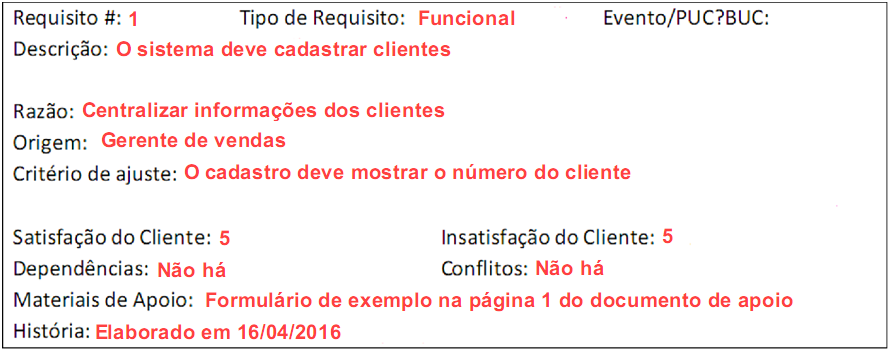 Requisito #: 1 Tipo de Requisito: Funcional Evento/PUC?BUC:
Descrição: O sistema deve cadastrar clientes
Razão: Centralizar informações dos clientes
Origem: Gerente de vendas
Critério de ajuste: O cadastro deve mostrar o número do cliente
Satisfação do Cliente: 5 Insatisfação do Cliente: 5
Dependências: Não há Conflitos: Não há
Materiais de Apoio: Formulário de exemplo na página 1 do documento de apoio
História: Elaborado em 16/04/2016